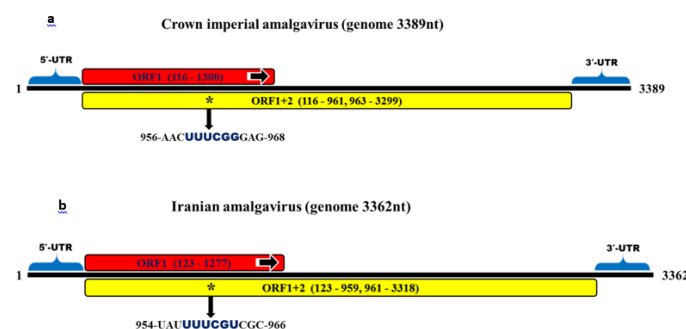 a
Crown imperial amalgavirus (genome 3389nt)
5′-UTR
3′-UTR
ORF1 (116 - 1300)
1
3389
* ORF1+2 (116 - 961, 963 - 3299)
956-AACUUUCGGGAG-968
b
Iranian amalgavirus (genome 3362nt)
5′-UTR
3′-UTR
ORF1 (123 - 1277)
1
3362
* ORF1+2 (123 - 959, 961 - 3318)
954-UAUUUUCGUCGC-966